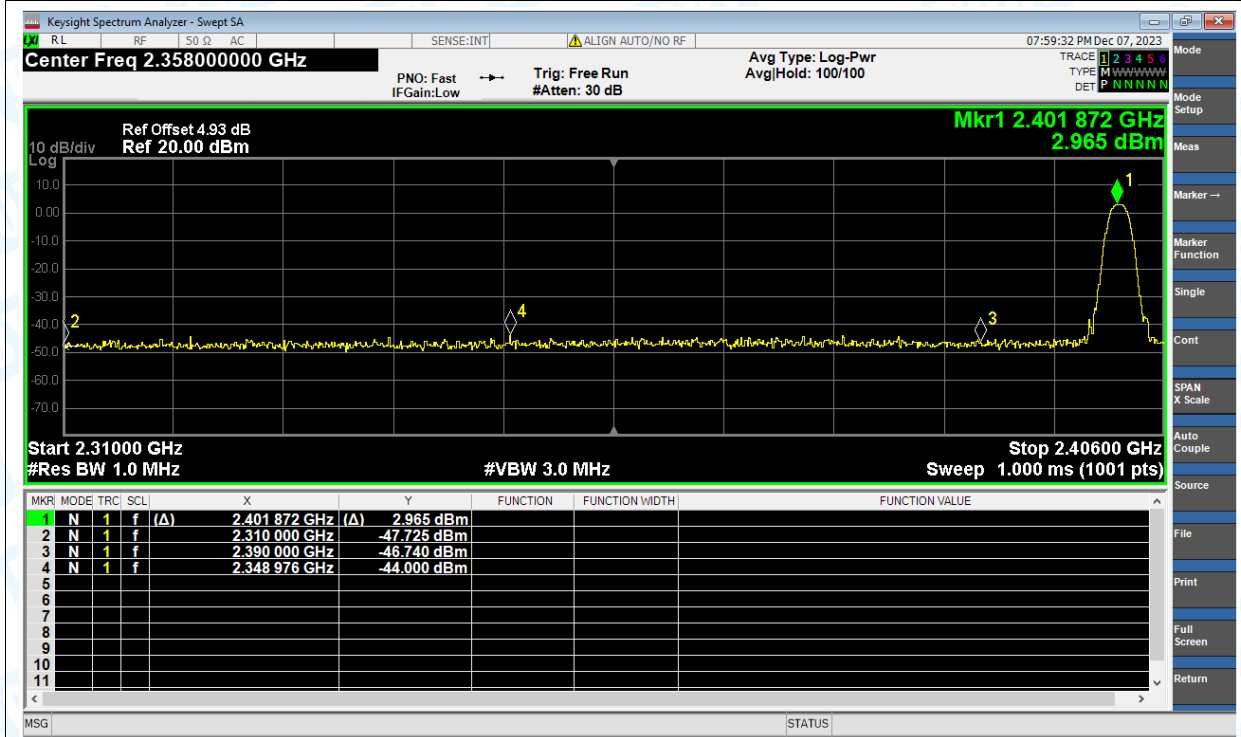 Keysight Spectrum Analyzer - Swept SA
LXI RL RF 50 Ω AC SENSE:INT ALIGN AUTO/NO RF 07:59:32 PM Dec 07, 2023
Center Freq 2.358000000 GHz
PNO: Fast
IFGain:Low
Trig: Free Run
#Atten: 30 dB
Avg Type: Log-Pwr
Avg|Hold: 100/100
TRACE 1 2 3 4 5 6
TYPE M WWWWW
DET P N N N N N
Ref Offset 4.93 dB
10 dB/div Ref 20.00 dBm
Log
Mkr1 2.401 872 GHz
2.965 dBm
10.0
0.00
-10.0
-20.0
-30.0
-40.0
-50.0
-60.0
-70.0
1
2
4
3
Start 2.31000 GHz Stop 2.40600 GHz
#Res BW 1.0 MHz #VBW 3.0 MHz Sweep 1.000 ms (1001 pts)
MKR MODE TRC SCL X Y FUNCTION FUNCTION WIDTH FUNCTION VALUE
1 N 1 f (Δ) 2.401 872 GHz (Δ) 2.965 dBm
2 N 1 f 2.310 000 GHz -47.725 dBm
3 N 1 f 2.390 000 GHz -46.740 dBm
4 N 1 f 2.348 976 GHz -44.000 dBm
5
6
7
8
9
10
11
MSG STATUS
Mode
Mode
Setup
Meas
Marker→
Marker
Function
Single
Cont
SPAN
X Scale
Auto
Couple
Source
File
Print
Full
Screen
Return